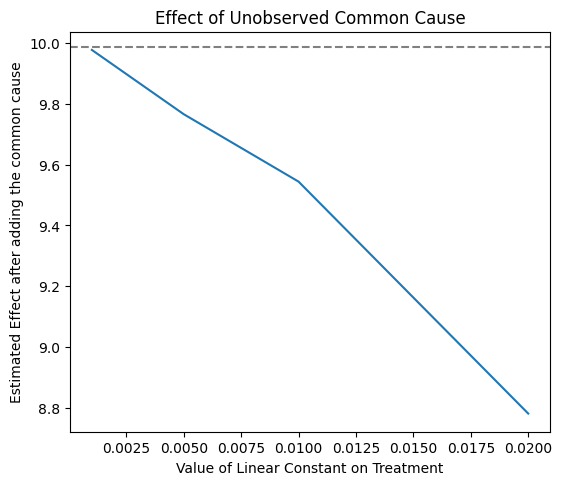 Effect of Unobserved Common Cause
Estimated Effect after adding the common cause
10.0
9.8
9.6
9.4
9.2
9.0
8.8
0.0025 0.0050 0.0075 0.0100 0.0125 0.0150 0.0175 0.0200
Value of Linear Constant on Treatment